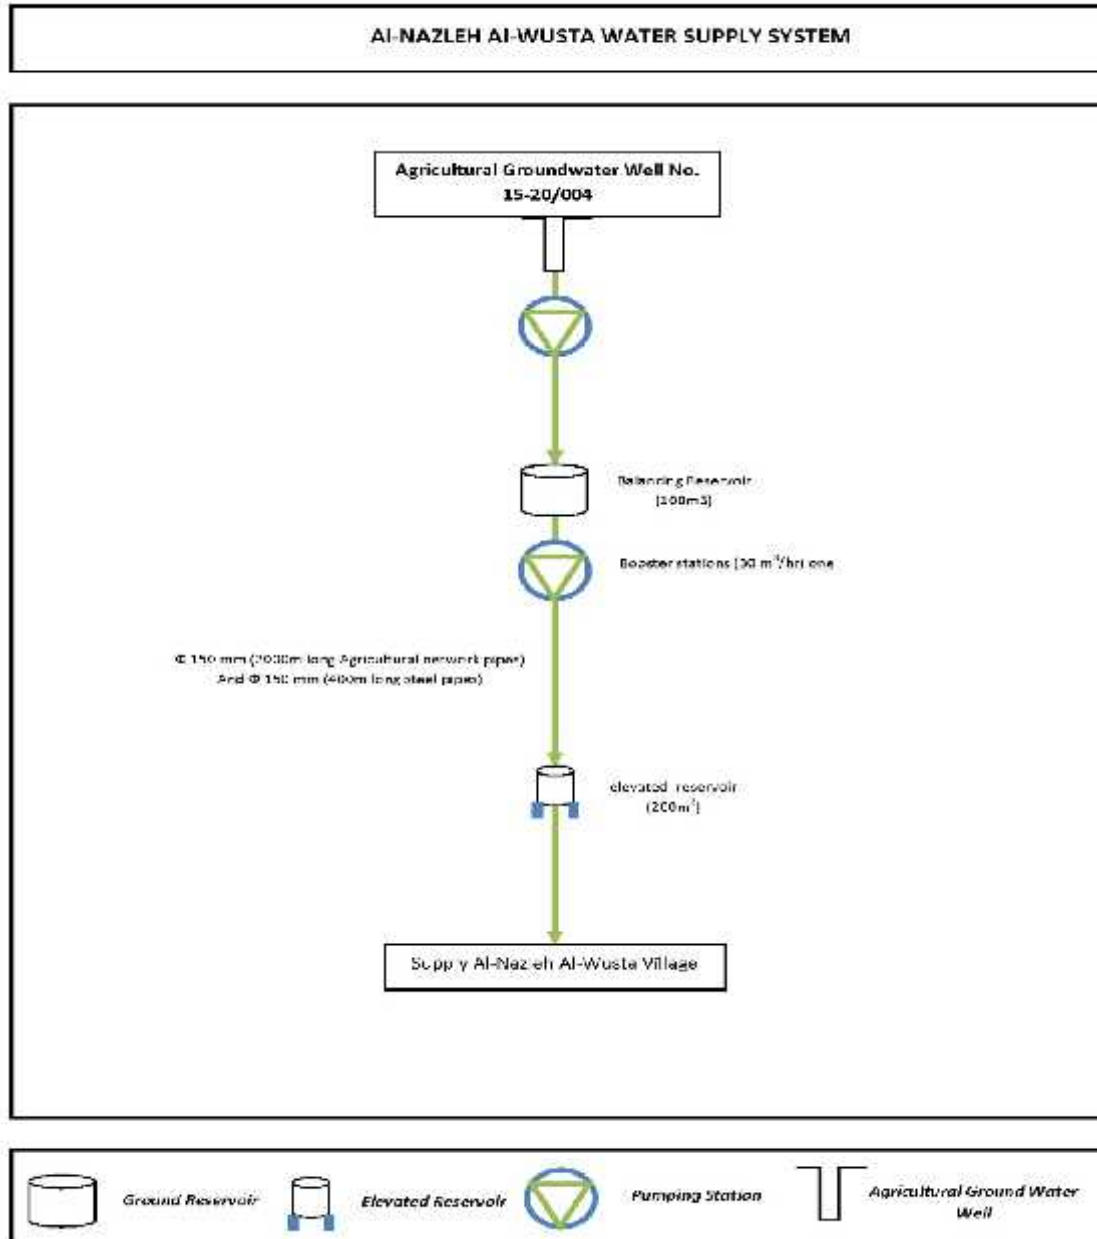 Al-NAZLEH Al-WUSTA WATER SUPPLY SYSTEM
Agricultural Groundwater Well No.
15-20/004
Balancing Reservoir
Booster stations (30 m³/hr) one
Φ 150 mm (2000m long Agricultural network pipes)
And Φ 150 mm (400m long steel pipes)
elevated reservoir
(200m³)
Supply Al-Nazleh Al-Wusta Village
Ground Reservoir
Elevated Reservoir
Pumping Station
Agricultural Ground Water
Well